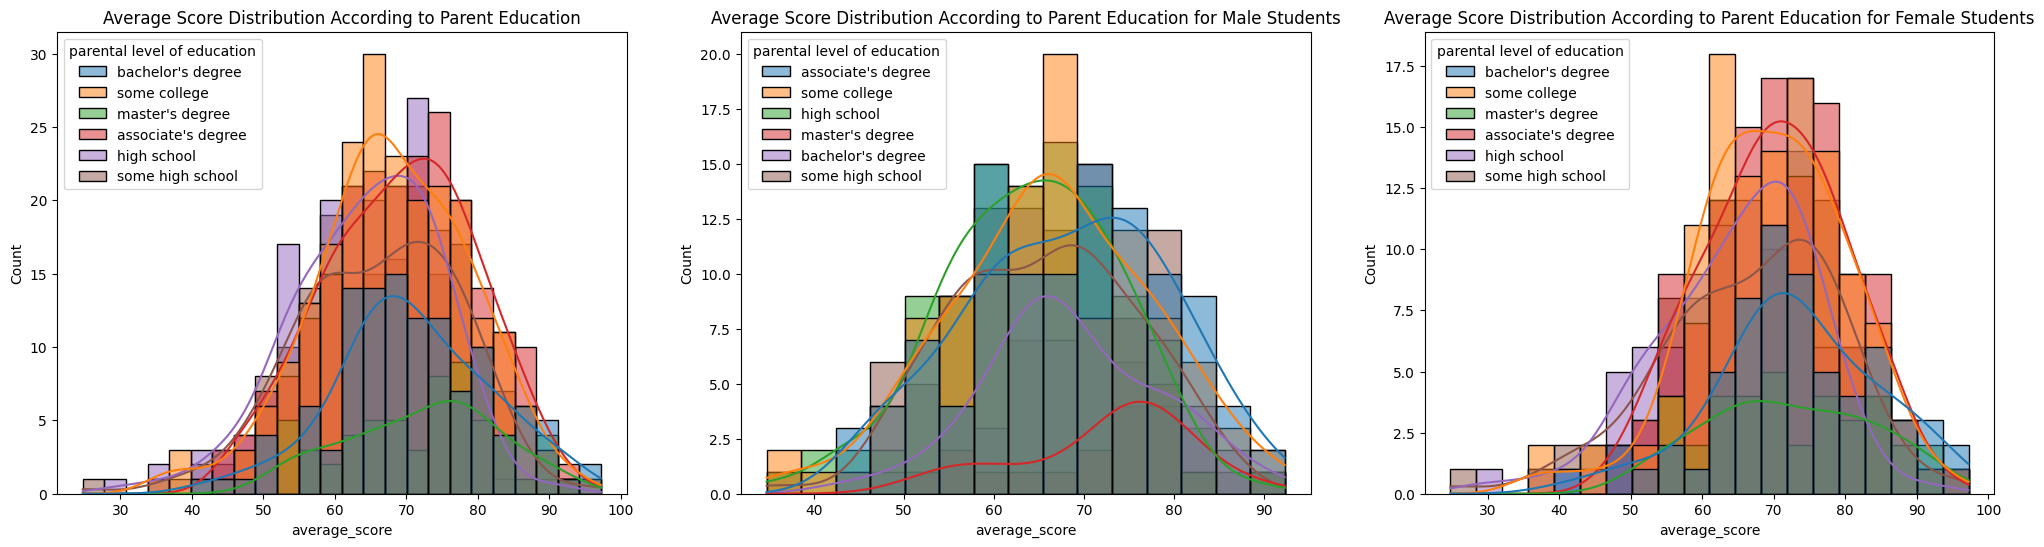 Average Score Distribution According to Parent Education
parental level of education
bachelor's degree
some college
master's degree
associate's degree
high school
some high school
30
25
20
15
10
5
0
Count
30
40
50
60
70
80
90
100
average_score
Average Score Distribution According to Parent Education for Male Students
parental level of education
associate's degree
some college
high school
master's degree
bachelor's degree
some high school
20.0
17.5
15.0
12.5
10.0
7.5
5.0
2.5
0.0
Count
40
50
60
70
80
90
average_score
Average Score Distribution According to Parent Education for Female Students
parental level of education
bachelor's degree
some college
master's degree
associate's degree
high school
some high school
17.5
15.0
12.5
10.0
7.5
5.0
2.5
0.0
Count
30
40
50
60
70
80
90
100
average_score